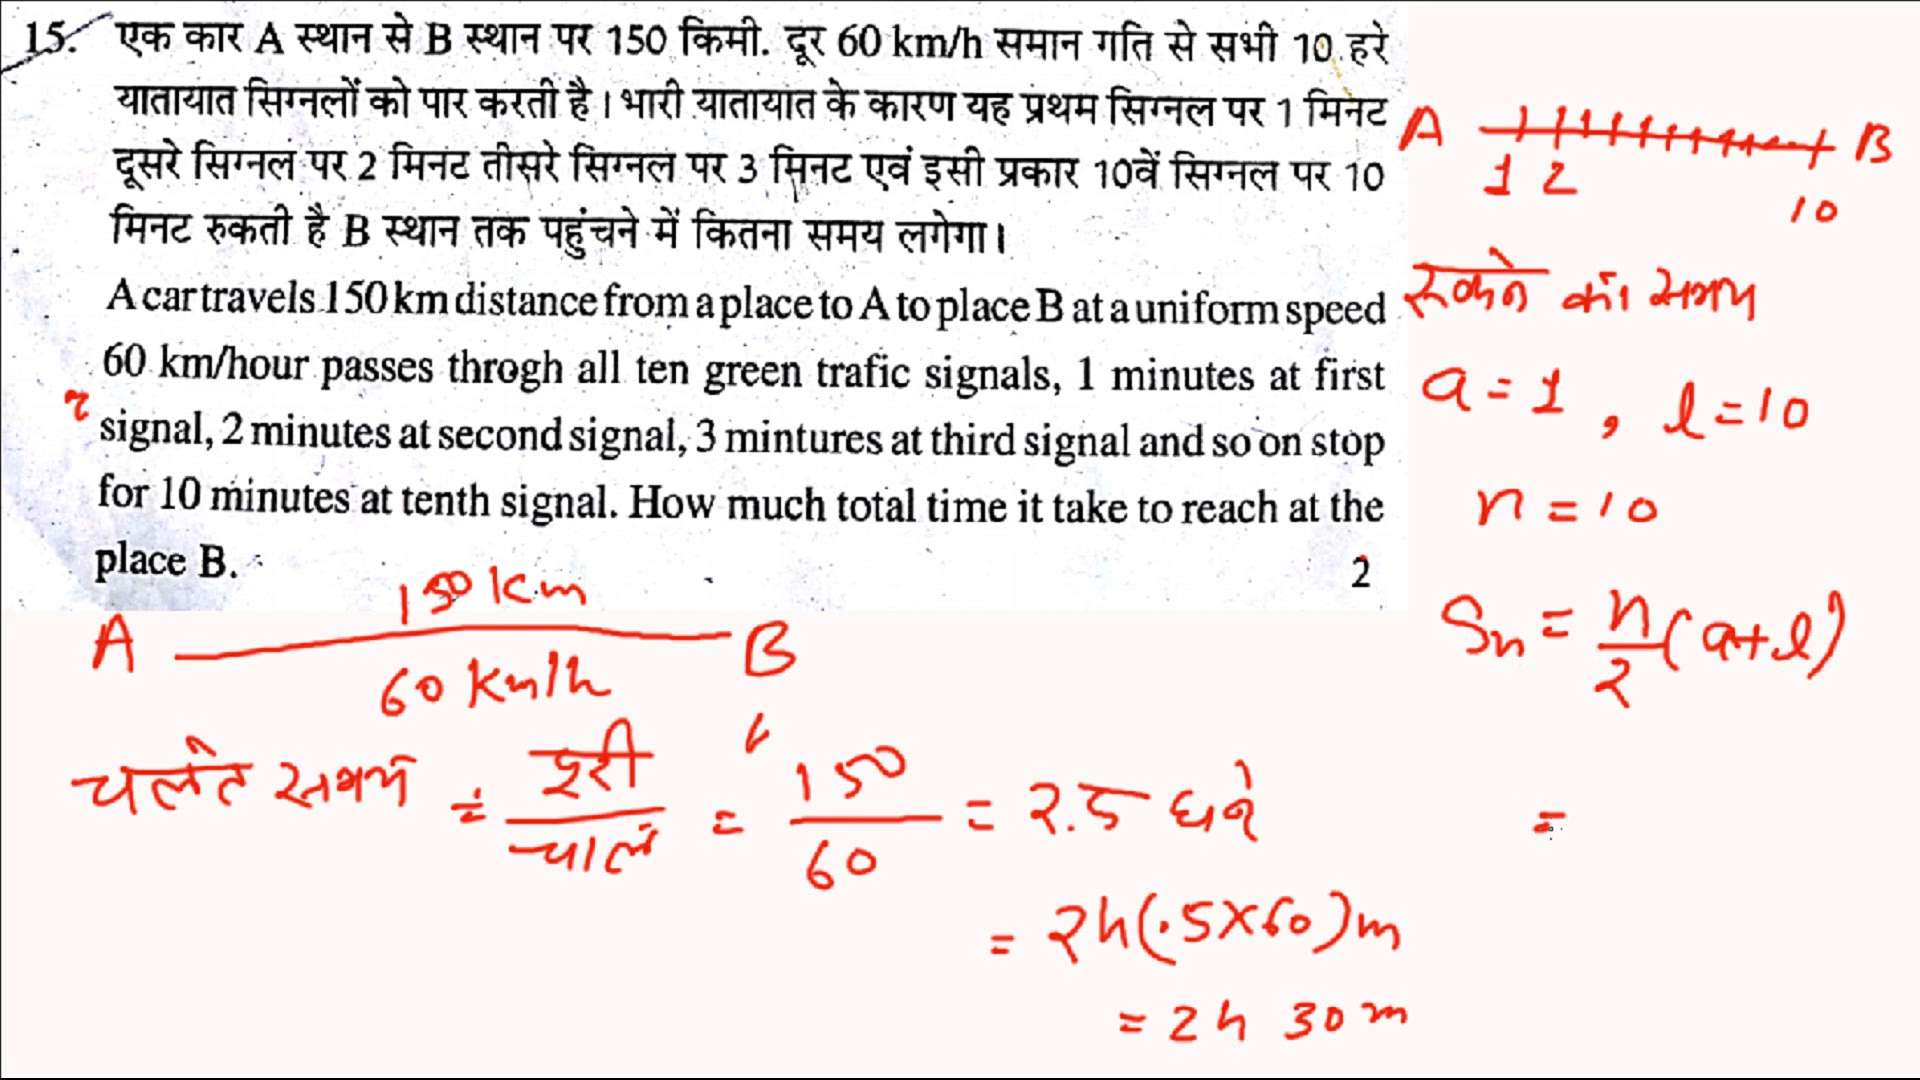 15. एक कार A स्थान से B स्थान पर 150 किमी. दूर 60 km/h समान गति से सभी 10 हरे
यातायात सिग्नलों को पार करती है। भारी यातायात के कारण यह प्रथम सिग्नल पर 1 मिनट
दूसरे सिग्नल पर 2 मिनट तीसरे सिग्नल पर 3 मिनट एवं इसी प्रकार 10वें सिग्नल पर 10
मिनट रुकती है B स्थान तक पहुंचने में कितना समय लगेगा।
A car travels 150 km distance from a place to A to place B at a uniform speed
60 km/hour passes throgh all ten green trafic signals, 1 minutes at first
signal, 2 minutes at second signal, 3 mintures at third signal and so on stop
for 10 minutes at tenth signal. How much total time it take to reach at the
place B.
2
A 150 km B
60 km/h
चलते समय = दूरी / चाल = 150 / 60 = 2.5 घंटे
= 2h (.5×60)m
= 2h 30m
A B
1 2
10
रुकने का समय
a = 1, l = 10
n = 10
Sn = n/2 (a+l)
=